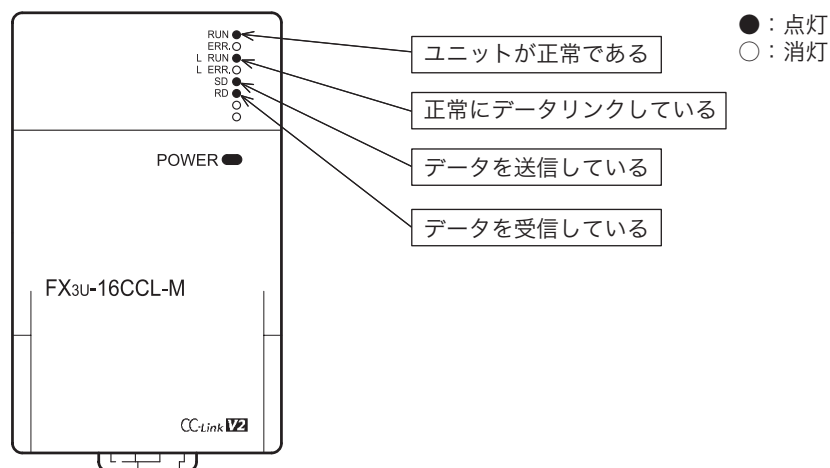 RUN●
ERR.○
L RUN●
L ERR.○
SD●
RD●
○
○
POWER
FX3U-16CCL-M
CC-Link V2
ユニットが正常である
正常にデータリンクしている
データを送信している
データを受信している
●：点灯
○：消灯